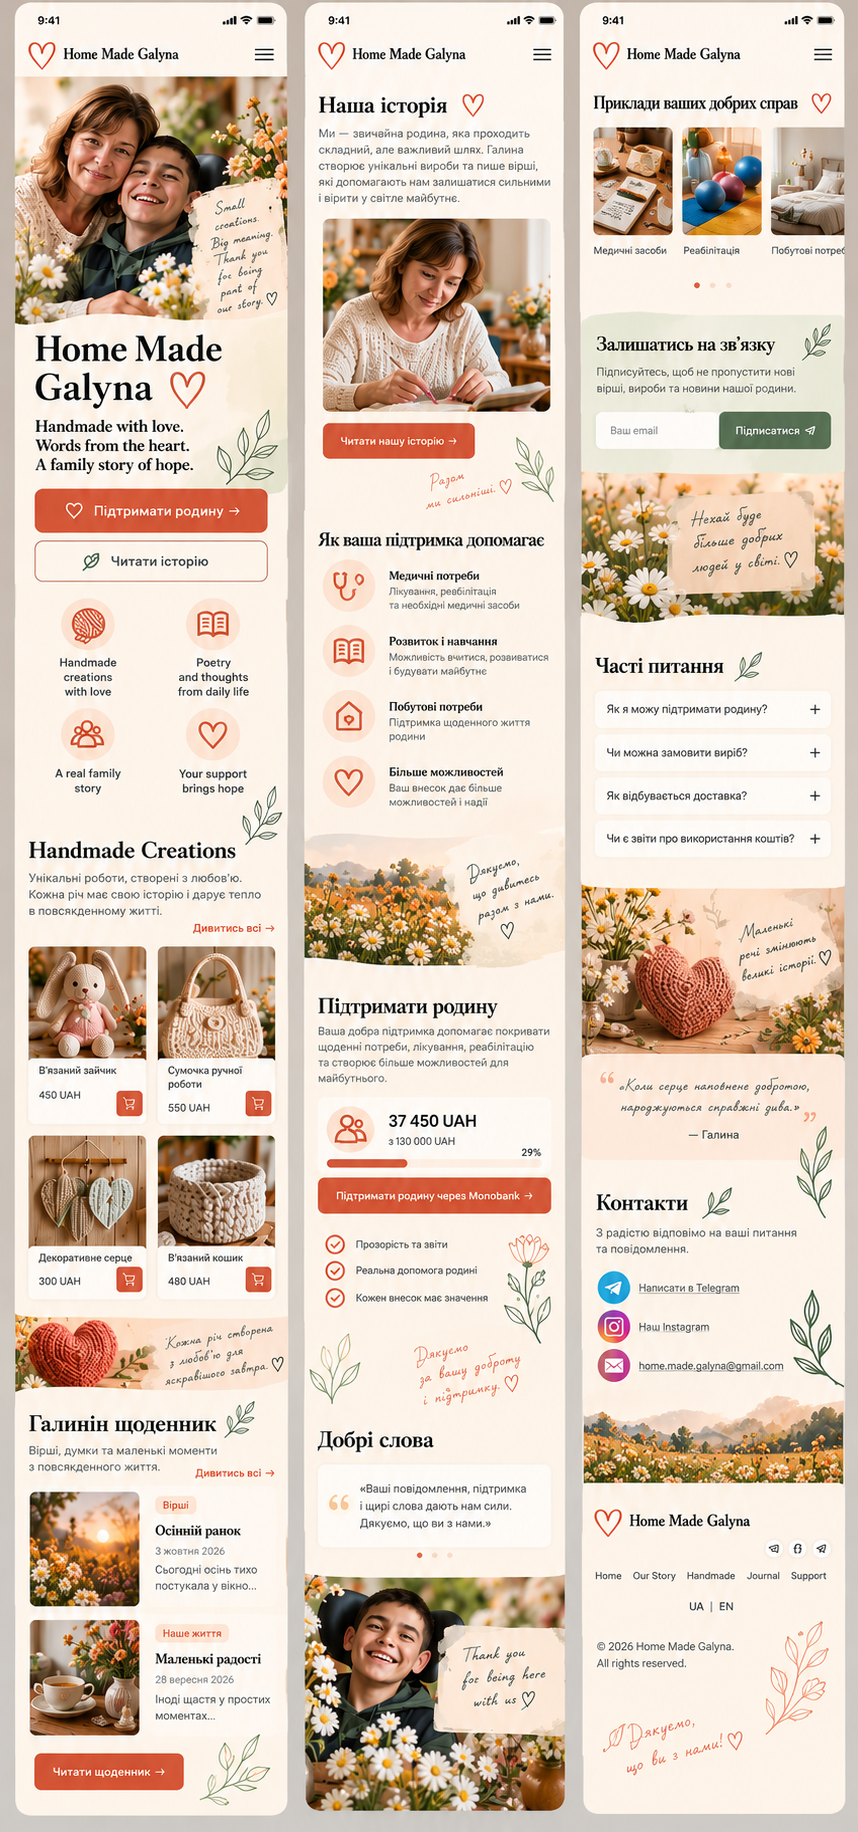 9:41
Home Made Galyna
Small
creations.
Big meaning.
Thank you
for being
part of
our story.
Home Made
Galyna
Handmade with love.
Words from the heart.
A family story of hope.
Підтримати родину →
Читати історію
Handmade
creations
with love
Poetry
and thoughts
from daily life
A real family
story
Your support
brings hope
Handmade Creations
Унікальні роботи, створені з любов'ю.
Кожна річ має свою історію і дарує тепло
в повсякденному житті.
Дивитись всі →
В'язаний зайчик
450 UAH
Сумочка ручної
роботи
550 UAH
Декоративне серце
300 UAH
В'язаний кошик
480 UAH
Кожна річ створена
з любов'ю для
яскравішого завтра.
Галинін щоденник
Вірші, думки та маленькі моменти
з повсякденного життя.
Дивитись всі →
Вірші
Осінній ранок
3 жовтня 2026
Сьогодні осінь тихо
постукала у вікно...
Наше життя
Маленькі радості
28 вересня 2026
Іноді щастя у простих
моментах...
Читати щоденник →
9:41
Home Made Galyna
Наша історія
Ми — звичайна родина, яка проходить
складний, але важливий шлях. Галина
створює унікальні вироби та пише вірші,
які допомагають нам залишатися сильними
і вірити у світле майбутнє.
Читати нашу історію →
Разом
ми сильніші.
Як ваша підтримка допомагає
Медичні потреби
Лікування, реабілітація
та необхідні медичні засоби
Розвиток і навчання
Можливість вчитися, розвиватися
і будувати майбутнє
Побутові потреби
Підтримка щоденного життя
родини
Більше можливостей
Ваш внесок дає більше
можливостей і надії
Дякуємо,
що дивитесь
разом з нами.
Підтримати родину
Ваша добра підтримка допомагає покривати
щоденні потреби, лікування, реабілітацію
та створює більше можливостей для
майбутнього.
37 450 UAH
з 130 000 UAH
29%
Підтримати родину через Monobank →
Прозорість та звіти
Реальна допомога родині
Кожен внесок має значення
Дякуємо
за вашу доброту
і підтримку.
Добрі слова
«Ваші повідомлення, підтримка
і щирі слова дають нам сили.
Дякуємо, що ви з нами.»
Thank you
for being here
with us
9:41
Home Made Galyna
Приклади ваших добрих справ
Медичні засоби
Реабілітація
Побутові потреб
Залишатись на зв'язку
Підписуйтесь, щоб не пропустити нові
вірші, вироби та новини нашої родини.
Ваш email
Підписатися
Нехай буде
більше добрих
людей у світі.
Часті питання
Як я можу підтримати родину?
Чи можна замовити виріб?
Як відбувається доставка?
Чи є звіти про використання коштів?
Маленькі
речі змінюють
великі історії.
«Коли серце наповнене добротою,
народжуються справжні дива.»
— Галина
Контакти
З радістю відповімо на ваші питання
та повідомлення.
Написати в Telegram
Наш Instagram
home.made.galyna@gmail.com
Home Made Galyna
Home Our Story Handmade Journal Support
UA | EN
© 2026 Home Made Galyna.
All rights reserved.
Дякуємо,
що ви з нами!